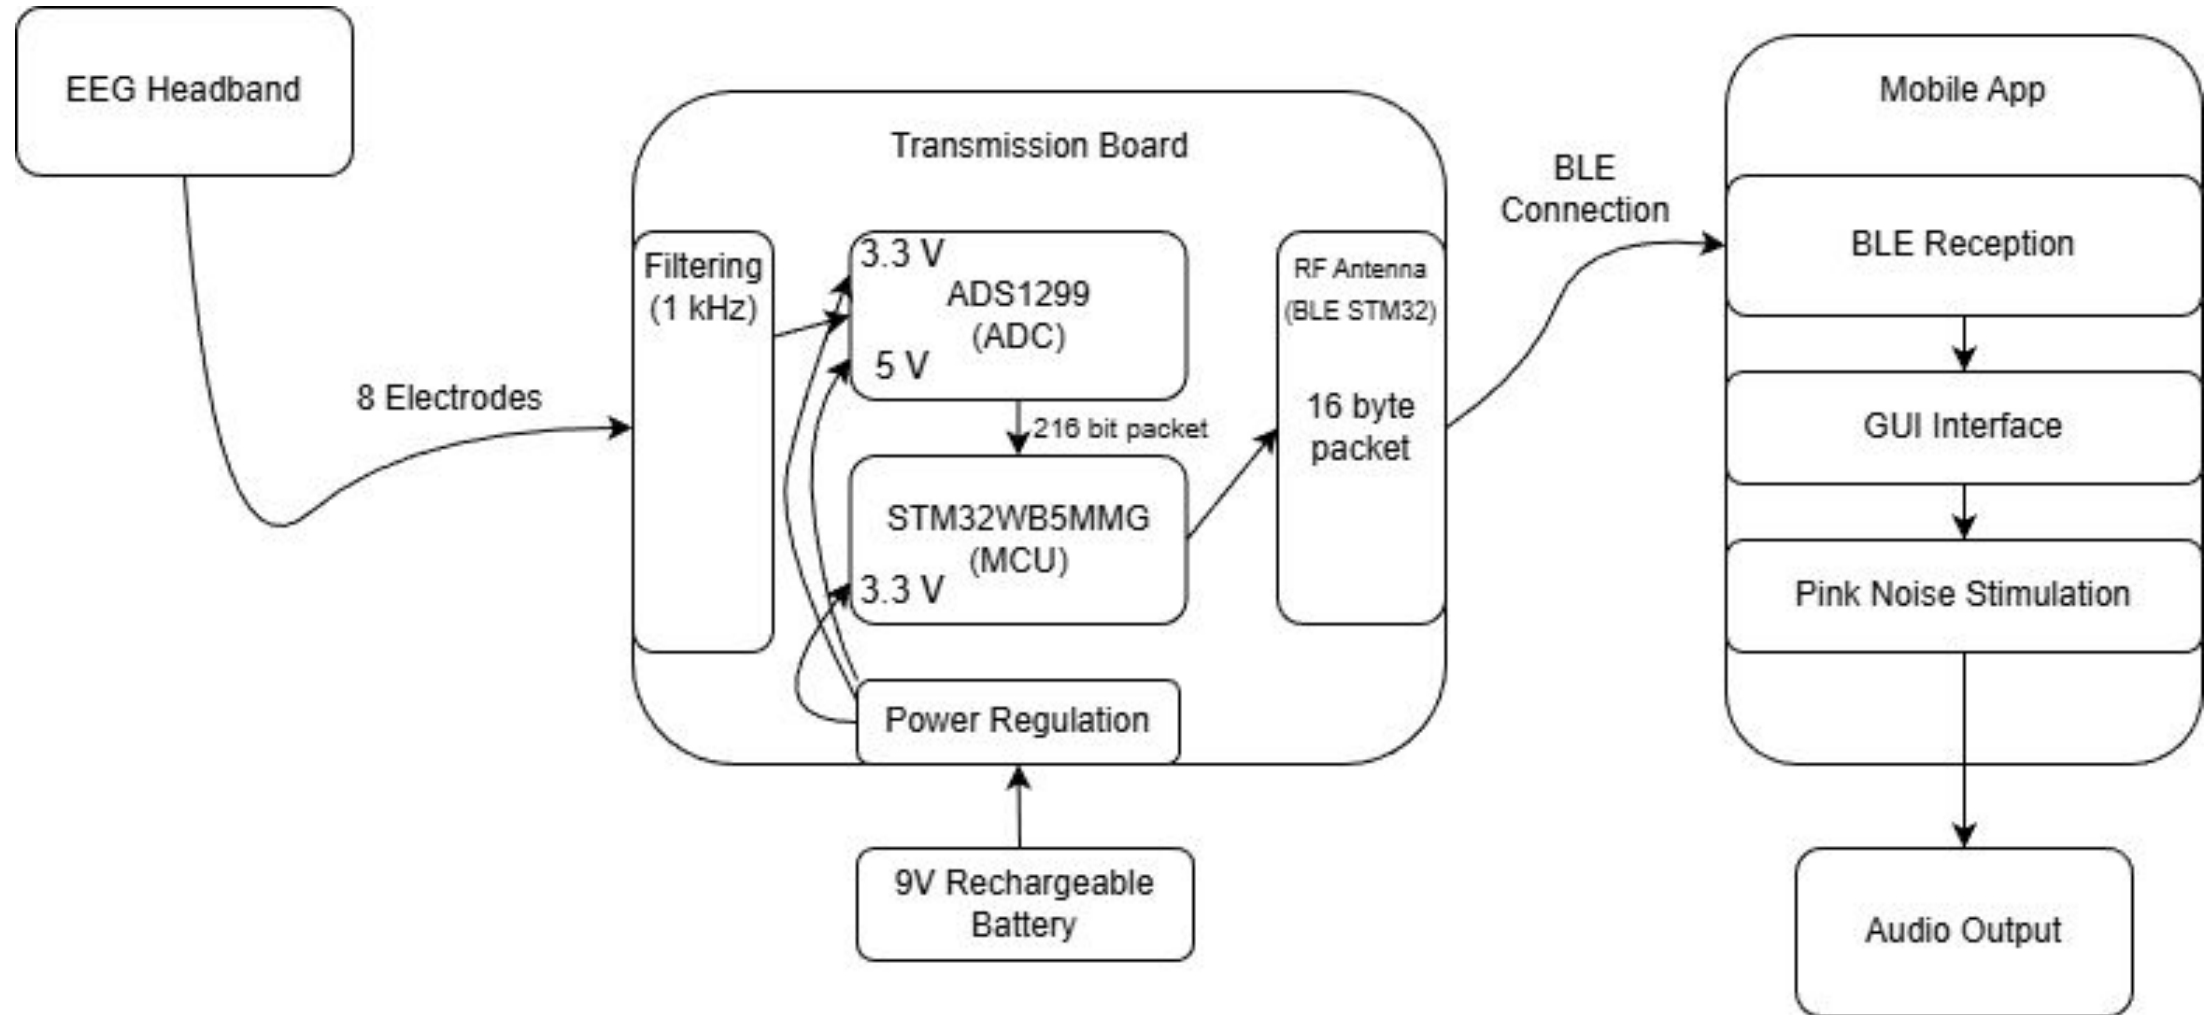 EEG Headband
8 Electrodes
Transmission Board
Filtering
(1 kHz)
3.3 V
ADS1299
(ADC)
5 V
216 bit packet
STM32WB5MMG
(MCU)
3.3 V
Power Regulation
9V Rechargeable
Battery
RF Antenna
(BLE STM32)
16 byte
packet
BLE
Connection
Mobile App
BLE Reception
GUI Interface
Pink Noise Stimulation
Audio Output